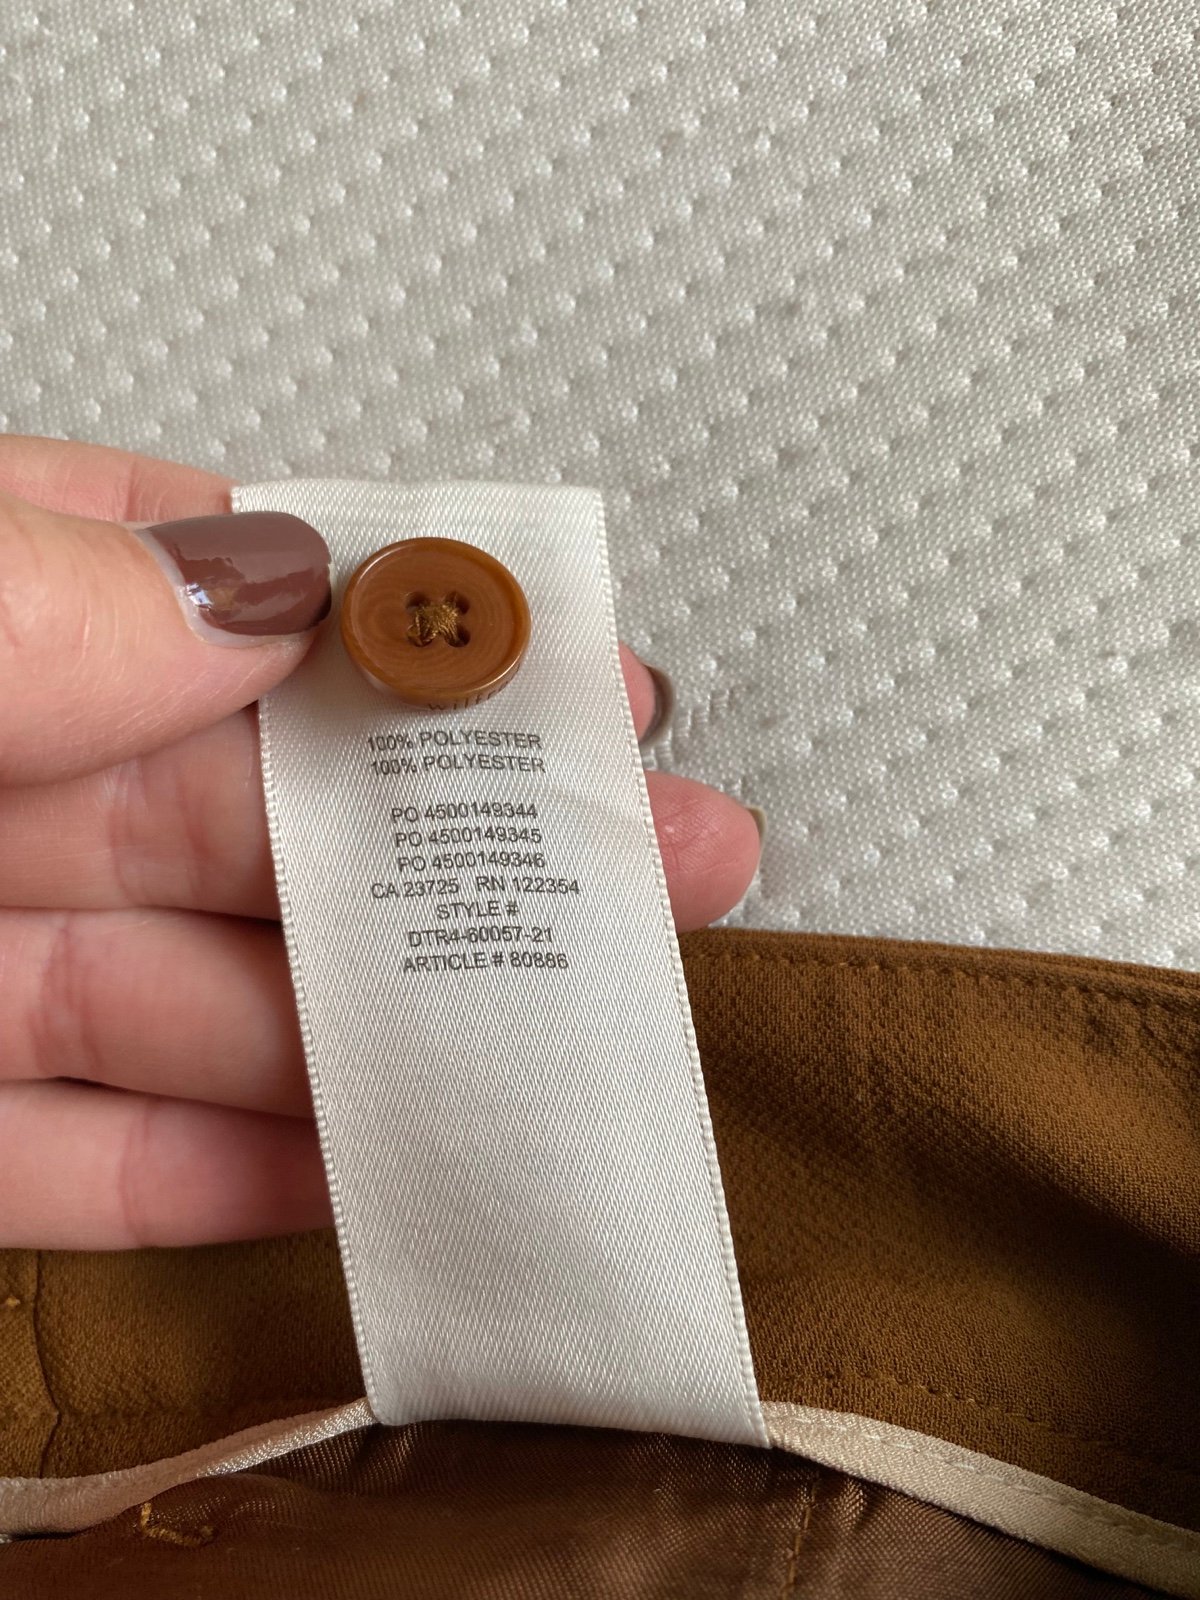 100% POLYESTER
100% POLYESTER
PO 4500149344
PO 4500149345
PO 4500149346
CA 23725 RN 122354
STYLE #
DTR4-60057-21
ARTICLE # 80886